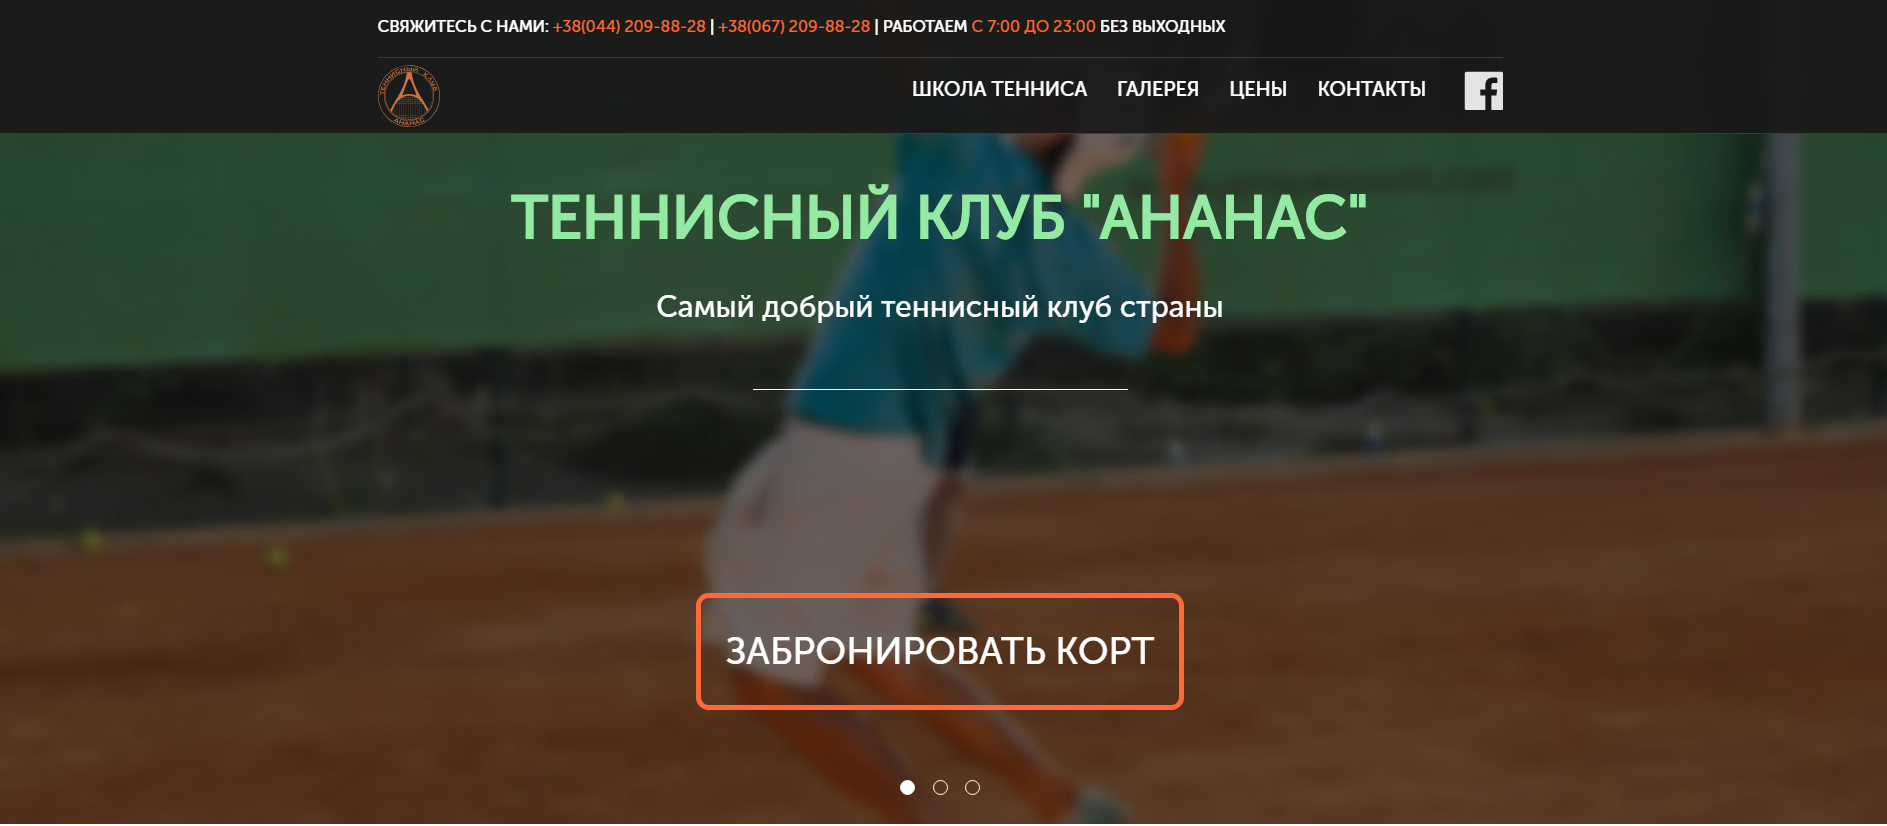 СВЯЖИТЕСЬ С НАМИ: +38(044) 209-88-28 | +38(067) 209-88-28 | РАБОТАЕМ С 7:00 ДО 23:00 БЕЗ ВЫХОДНЫХ
ТЕННИСНЫЙ КЛУБ
АНАНАС
ШКОЛА ТЕННИСА ГАЛЕРЕЯ ЦЕНЫ КОНТАКТЫ
ТЕННИСНЫЙ КЛУБ "АНАНАС"
Самый добрый теннисный клуб страны
ЗАБРОНИРОВАТЬ КОРТ